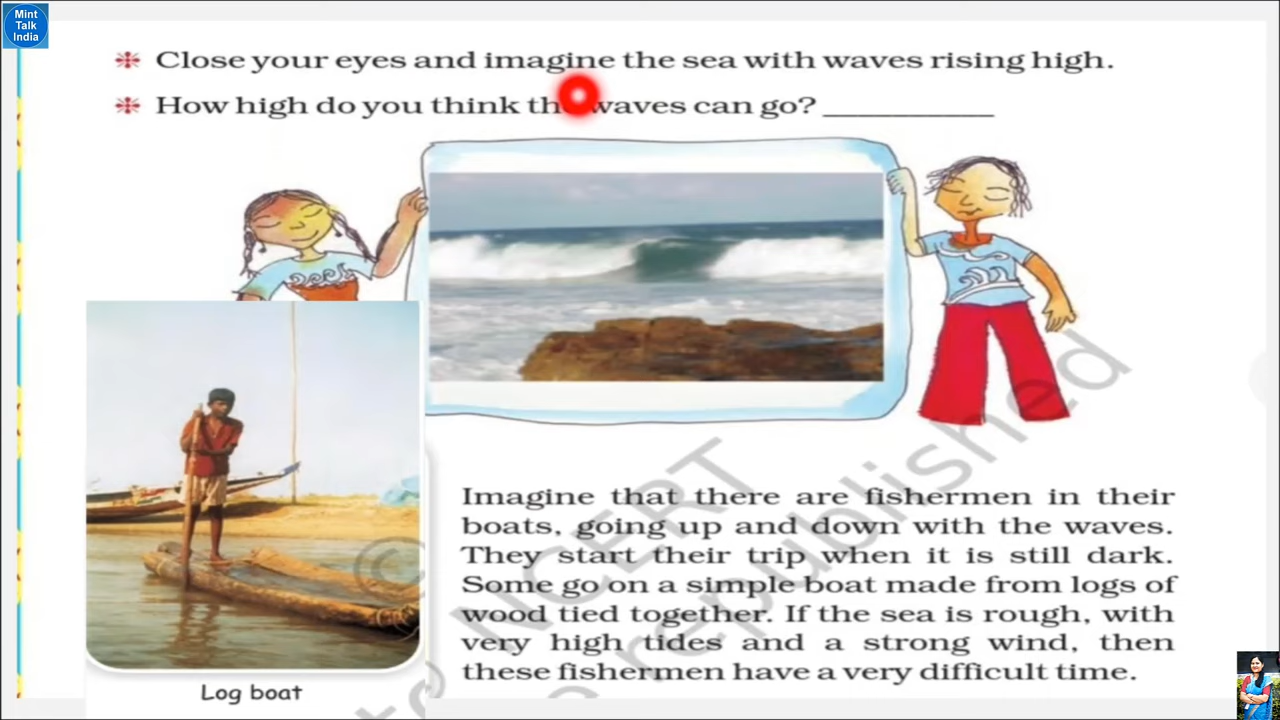 Mint
Talk
India
Close your eyes and imagine the sea with waves rising high.
How high do you think the waves can go? ___________
Imagine that there are fishermen in their
boats, going up and down with the waves.
They start their trip when it is still dark.
Some go on a simple boat made from logs of
wood tied together. If the sea is rough, with
very high tides and a strong wind, then
these fishermen have a very difficult time.
Log boat
© NCERT
republished